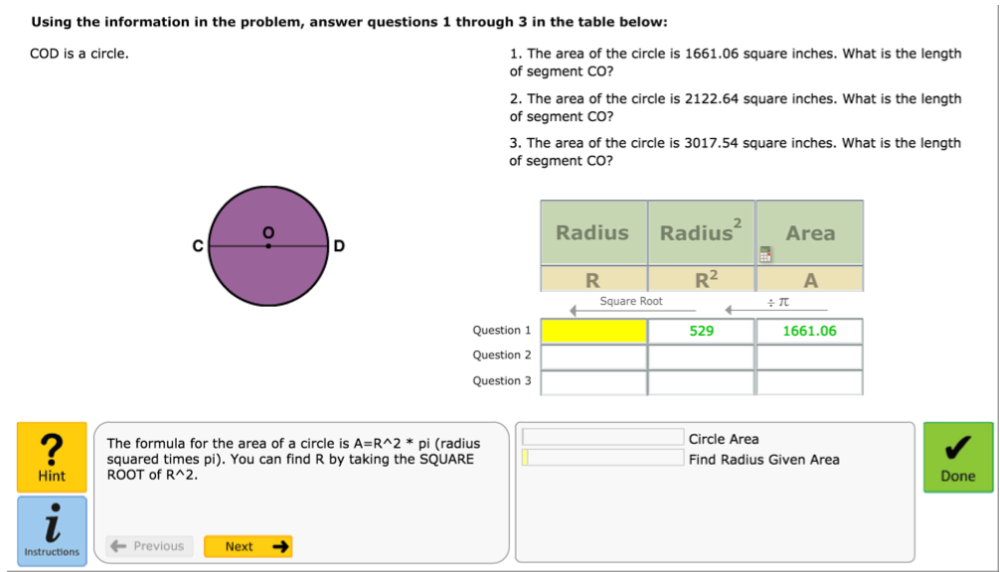 Using the information in the problem, answer questions 1 through 3 in the table below:
COD is a circle.
1. The area of the circle is 1661.06 square inches. What is the length
of segment CO?
2. The area of the circle is 2122.64 square inches. What is the length
of segment CO?
3. The area of the circle is 3017.54 square inches. What is the length
of segment CO?
C O D
Radius Radius² Area
R R² A
Square Root ÷ π
Question 1 529 1661.06
Question 2
Question 3
? Hint
The formula for the area of a circle is A=R^2 * pi (radius
squared times pi). You can find R by taking the SQUARE
ROOT of R^2.
i Instructions
Previous Next
Circle Area
Find Radius Given Area
Done